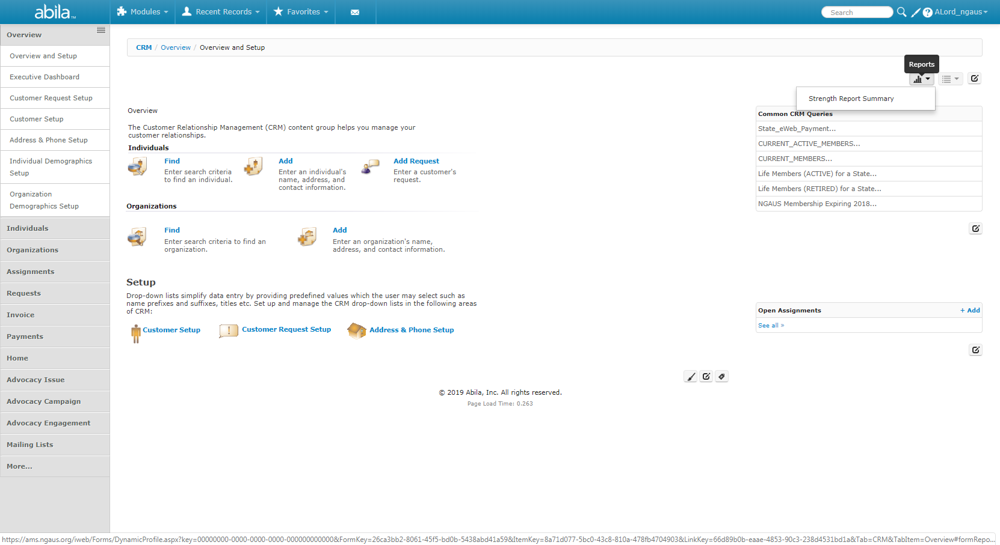 abila™
Modules
Recent Records
Favorites
Search
ALord_ngaus
Overview
Overview and Setup
Executive Dashboard
Customer Request Setup
Customer Setup
Address & Phone Setup
Individual Demographics
Setup
Organization
Demographics Setup
Individuals
Organizations
Assignments
Requests
Invoice
Payments
Home
Advocacy Issue
Advocacy Campaign
Advocacy Engagement
Mailing Lists
More...
CRM / Overview / Overview and Setup
Reports
Strength Report Summary
Overview
The Customer Relationship Management (CRM) content group helps you manage your
customer relationships.
Individuals
Find
Enter search criteria
to find an individual.
Add
Enter an individual's
name, address, and
contact information.
Add Request
Enter a customer's
request.
Organizations
Find
Enter search criteria to find an
organization.
Add
Enter an organization's name,
address, and contact information.
Setup
Drop-down lists simplify data entry by providing predefined values which the user may select such as
name prefixes and suffixes, titles etc. Set up and manage the CRM drop-down lists in the following areas
of CRM:
Customer Setup
Customer Request Setup
Address & Phone Setup
Common CRM Queries
State_eWeb_Payment...
CURRENT_ACTIVE_MEMBERS...
CURRENT_MEMBERS...
Life Members (ACTIVE) for a State...
Life Members (RETIRED) for a State...
NGAUS Membership Expiring 2018...
Open Assignments
+ Add
See all »
© 2019 Abila, Inc. All rights reserved.
Page Load Time: 0.263
https://ams.ngaus.org/iweb/Forms/DynamicProfile.aspx?key=00000000-0000-0000-0000-000000000000&FormKey=26ca3bb2-8061-45f5-bd0b-5438abd41a59&ItemKey=8a71d077-5bc0-43c8-810a-478fb4704903&LinkKey=66d89b0b-eaae-4853-90c3-238d4531bd1a&Tab=CRM&TabItem=Overview#formRepo...